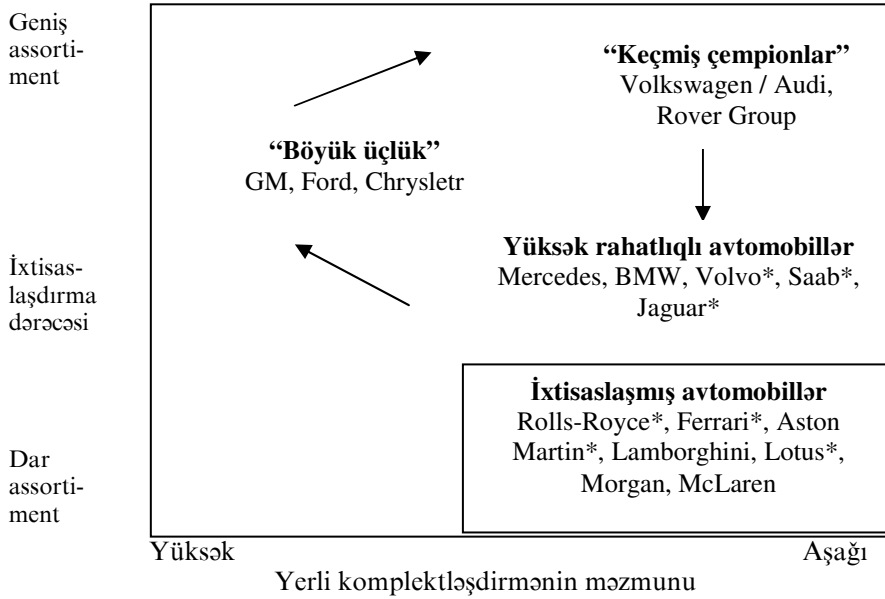 Geniş
assorti-
ment
“Keçmiş çempionlar”
Volkswagen / Audi,
Rover Group
“Böyük üçlük”
GM, Ford, Chrysletr
İxtisas-
laşdırma
dərəcəsi
Yüksək rahatlıqlı avtomobillər
Mercedes, BMW, Volvo*, Saab*,
Jaguar*
İxtisaslaşmış avtomobillər
Rolls-Royce*, Ferrari*, Aston
Martin*, Lamborghini, Lotus*,
Morgan, McLaren
Dar
assorti-
ment
Yüksək Aşağı
Yerli komplektləşdirmənin məzmunu